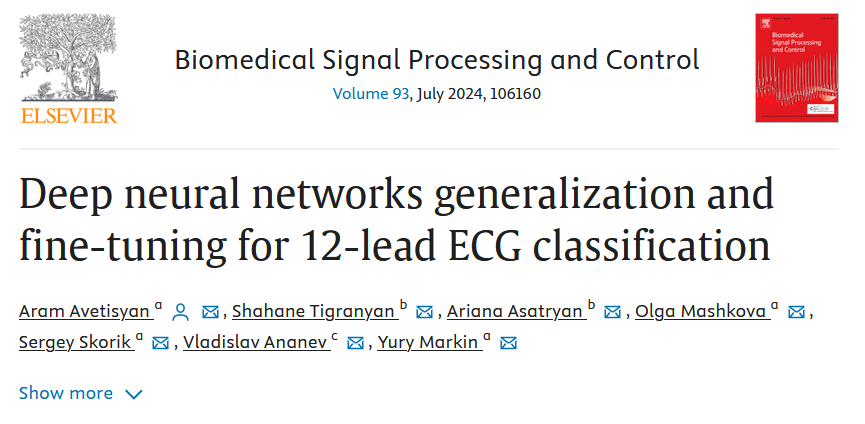 ELSEVIER
Biomedical Signal Processing and Control
Volume 93, July 2024, 106160
Biomedical
Signal Processing
and Control
Deep neural networks generalization and
fine-tuning for 12-lead ECG classification
Aram Avetisyan a, Shahane Tigranyan b, Ariana Asatryan b, Olga Mashkova a,
Sergey Skorik a, Vladislav Ananev c, Yury Markin a
Show more